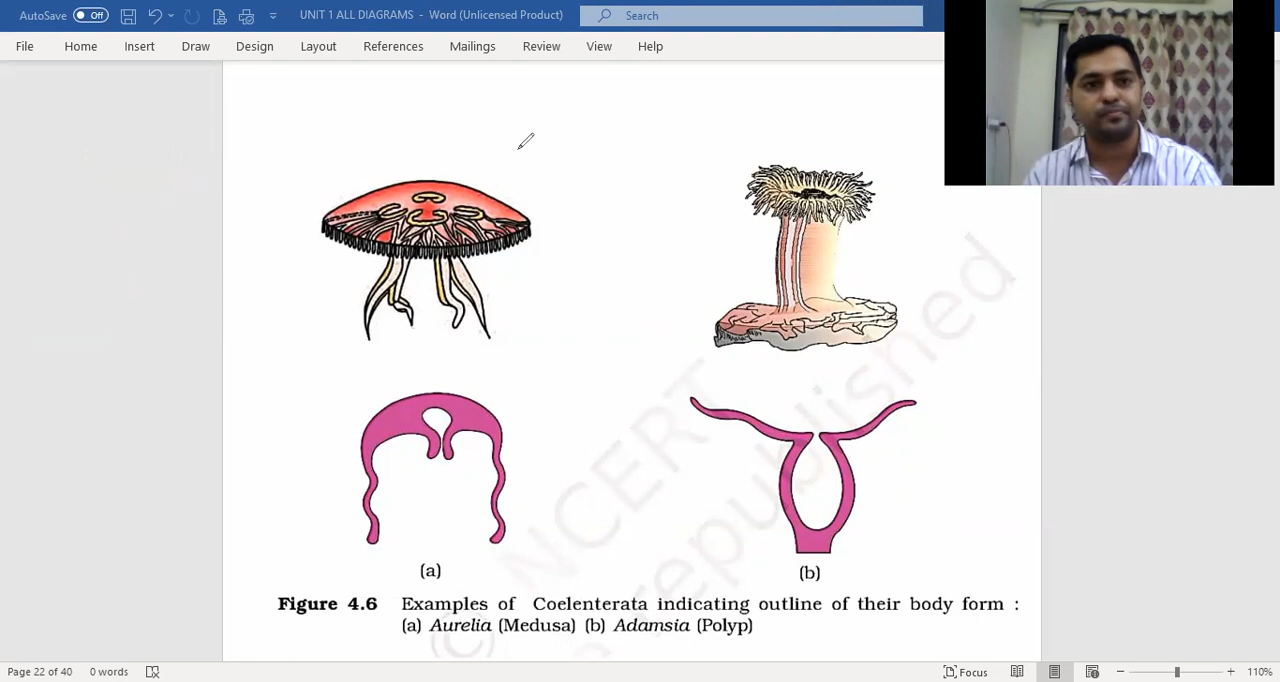 AutoSave Off UNIT 1 ALL DIAGRAMS - Word (Unlicensed Product) Search
File Home Insert Draw Design Layout References Mailings Review View Help
© NCERT
republished
(a) (b)
Figure 4.6 Examples of Coelenterata indicating outline of their body form :
(a) Aurelia (Medusa) (b) Adamsia (Polyp)
Page 22 of 40 0 words Focus 110%